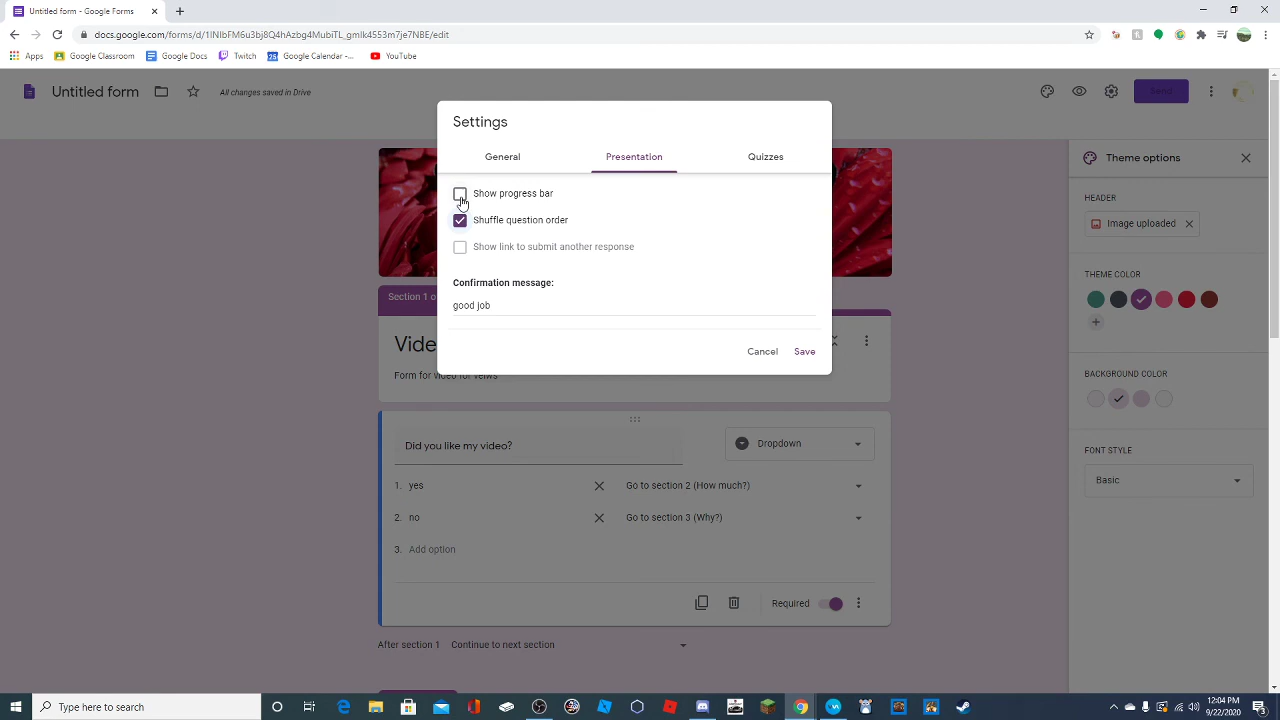 Untitled form - Google Forms
docs.google.com/forms/d/1INIbFM6u3bj8Q4hAzbg4MubiTL_gmIk4553m7je7N8E/edit
Apps Google Classroom Google Docs Twitch Google Calendar -... YouTube
Untitled form All changes saved in Drive Send
Settings
General Presentation Quizzes
Show progress bar
Shuffle question order
Show link to submit another response
Confirmation message:
good job
Cancel Save
Theme options
HEADER
Image uploaded
THEME COLOR
BACKGROUND COLOR
FONT STYLE
Basic
Section 1 o
Form for video for veiws
Did you like my video? Dropdown
1. yes Go to section 2 (How much?)
2. no Go to section 3 (Why?)
3. Add option
Required
After section 1 Continue to next section
Type here to search
12:04 PM
9/22/2020